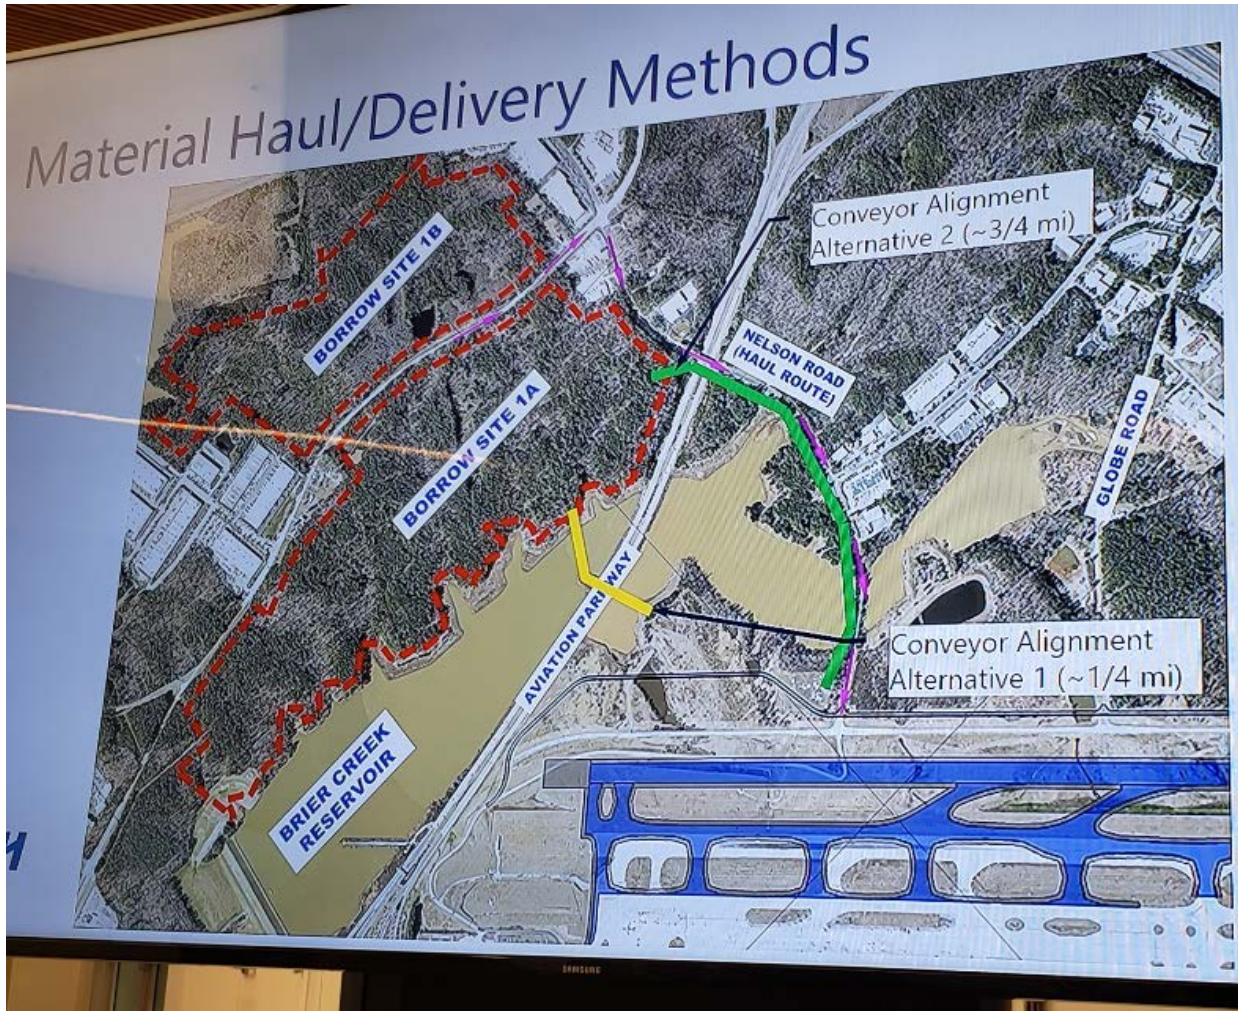 Material Haul/Delivery Methods
Conveyor Alignment
Alternative 2 (~3/4 mi)
BORROW SITE 1B
NELSON ROAD
(HAUL ROUTE)
BORROW SITE 1A
GLOBE ROAD
AVIATION PARKWAY
Conveyor Alignment
Alternative 1 (~1/4 mi)
BRIER CREEK
RESERVOIR
H
SAMSUNG